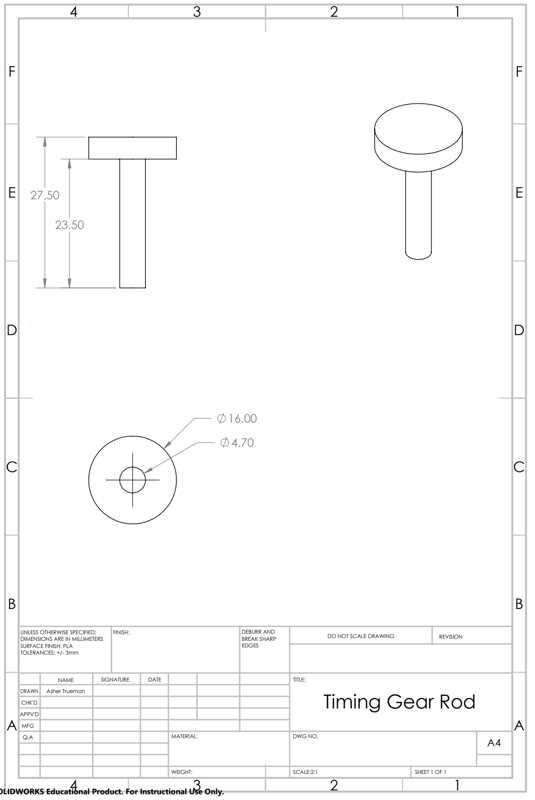 4 3 2 1
F F
27.50
E E
23.50
D D
∅16.00
∅4.70
C C
B B
UNLESS OTHERWISE SPECIFIED: FINISH: DEBURR AND DO NOT SCALE DRAWING REVISION
DIMENSIONS ARE IN MILLIMETERS BREAK SHARP
SURFACE FINISH: PLA EDGES
TOLERANCES: +/- 3mm
NAME SIGNATURE DATE TITLE:
DRAWN Asher Trueman
CHK'D
Timing Gear Rod
APPV'D
A A
MFG
Q.A MATERIAL: DWG NO.
A4
WEIGHT: SCALE:2:1 SHEET 1 OF 1
4 3 2 1
OLIDWORKS Educational Product. For Instructional Use Only.